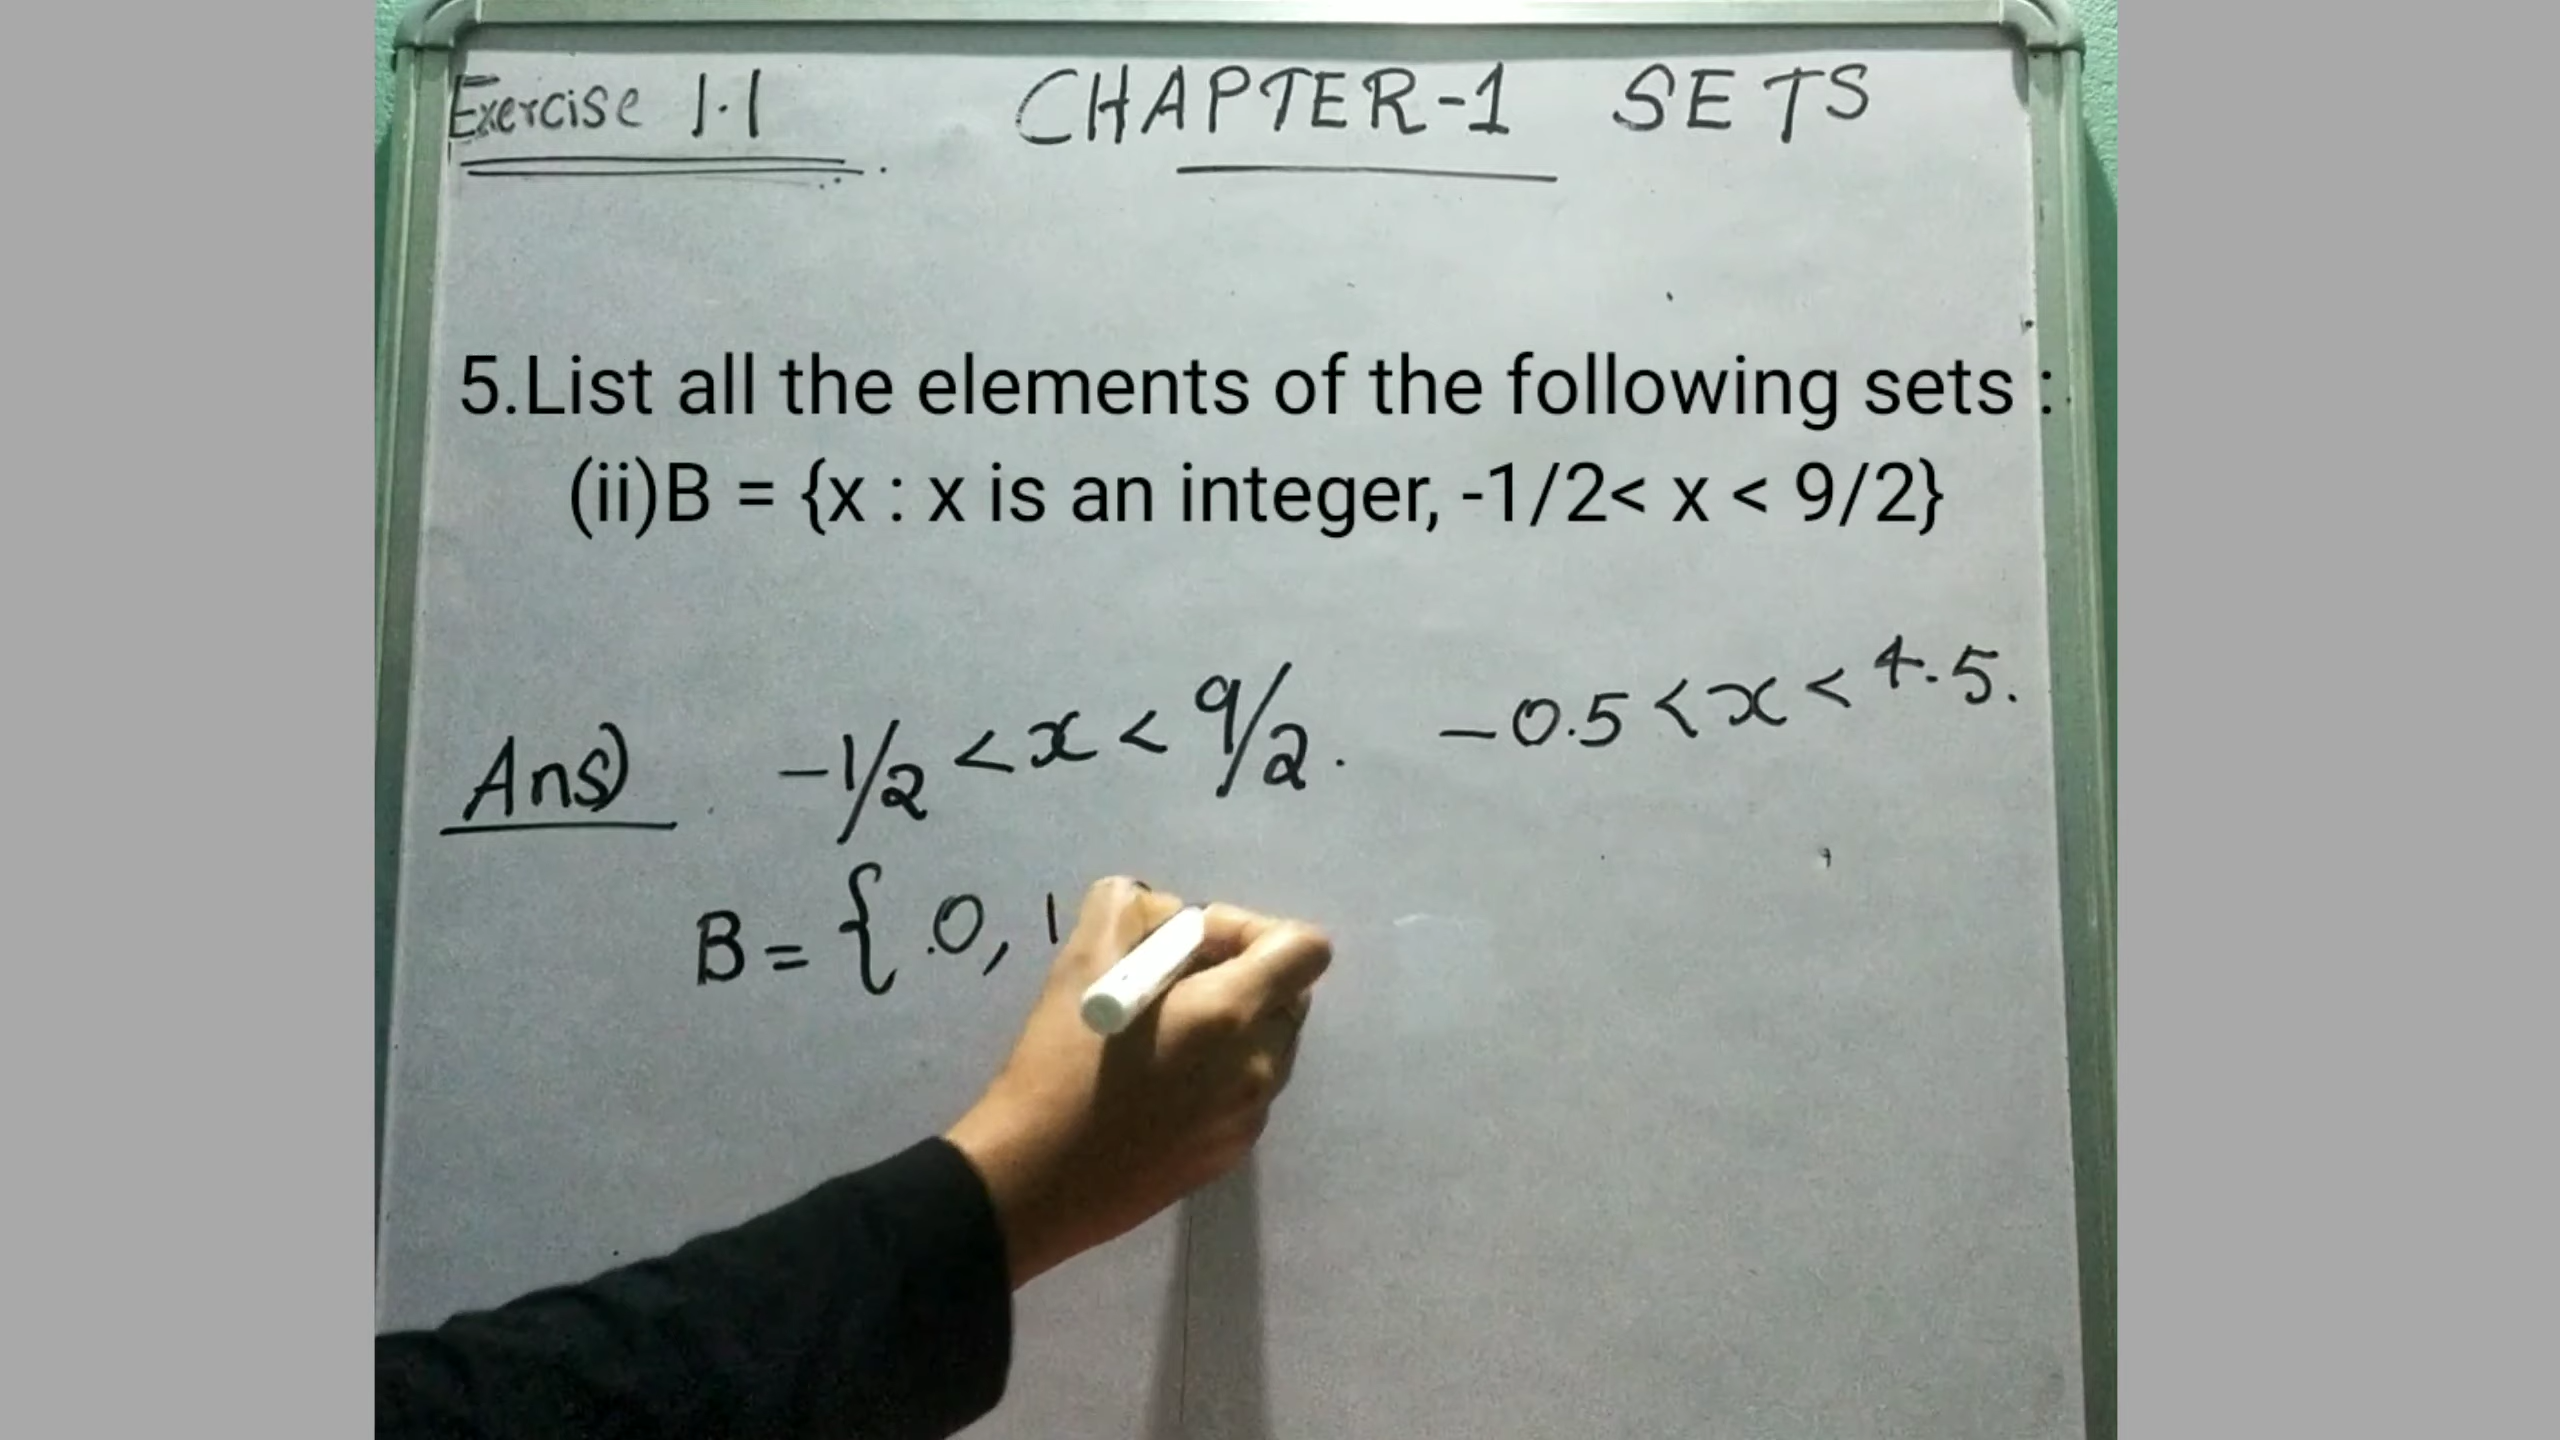 Exercise 1.1 CHAPTER-1 SETS
5.List all the elements of the following sets :
(ii)B = {x : x is an integer, -1/2< x < 9/2}
Ans) -1/2 < x < 9/2. -0.5 < x < 4.5.
B = { 0, 1